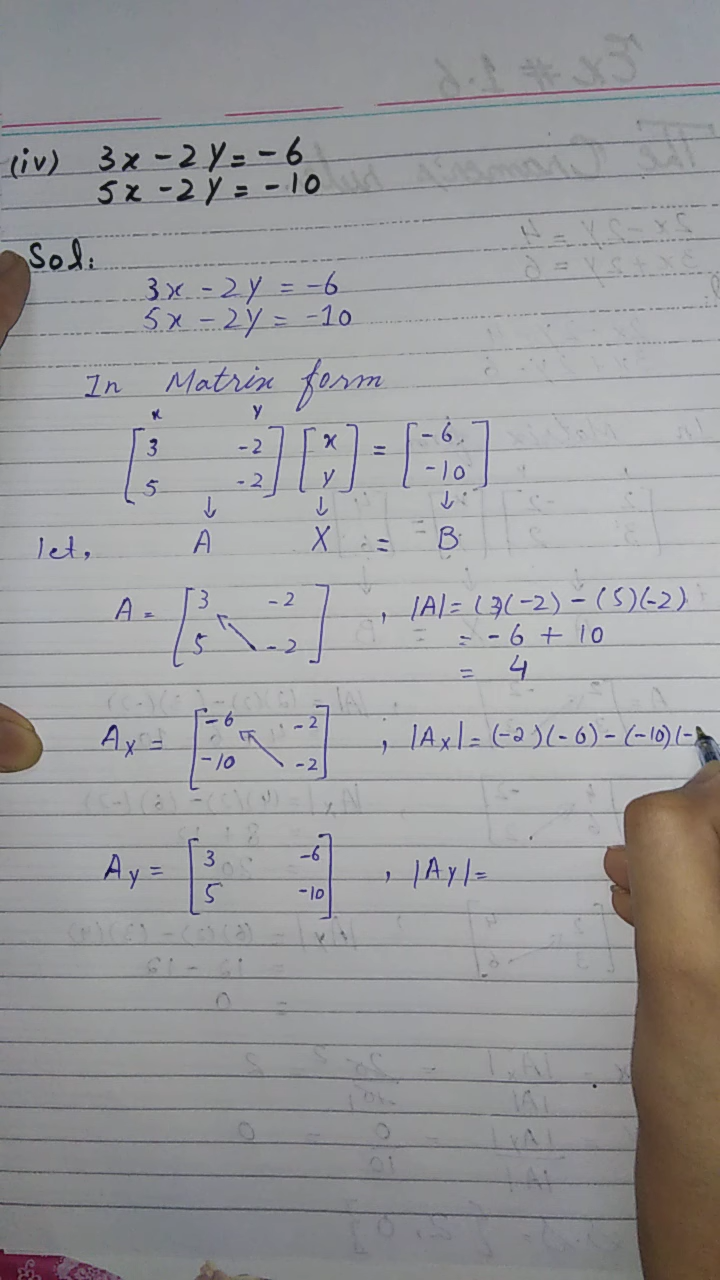 (iv) 3x - 2y = -6
5x - 2y = -10
Sol:
3x - 2y = -6
5x - 2y = -10
In Matrix form
x y
[3 -2] [x] = [-6]
[5 -2] [y] [-10]
↓ ↓ ↓
let, A X = B
A = [3 -2] , |A| = (3(-2) - (5)(-2)
[5 -2] = -6 + 10
= 4
Ax = [-6 -2] , |Ax| = (-2)(-6) - (-10)(-
[-10 -2]
Ay = [3 -6] , |Ay| =
[5 -10]